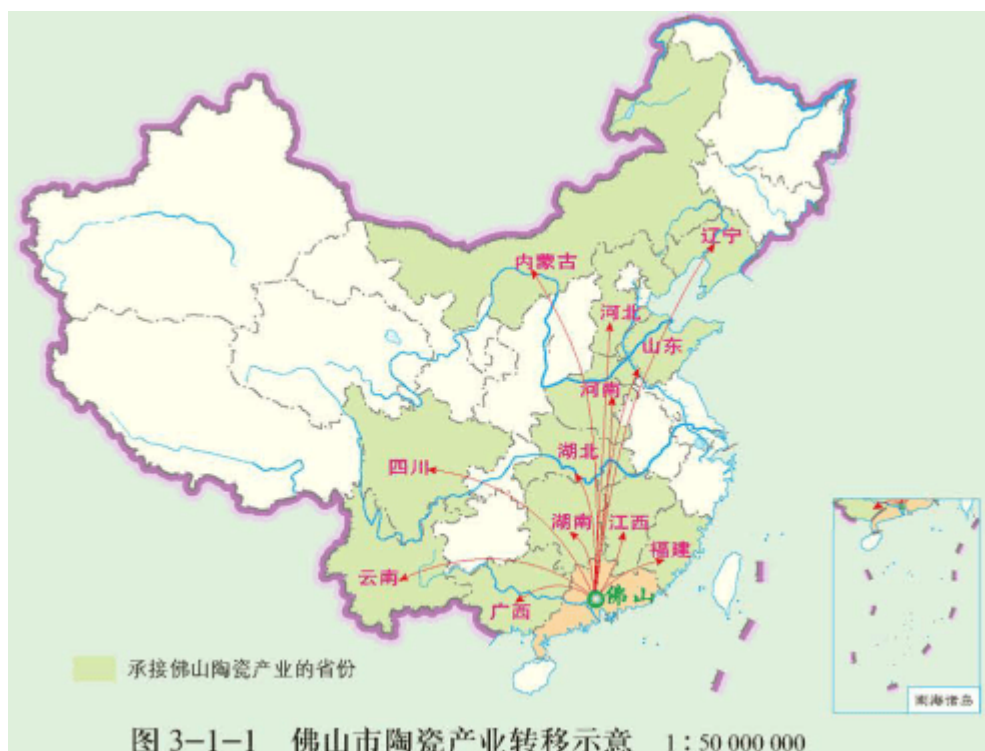 辽宁
内蒙古
河北
山东
河南
湖北
四川
湖南
江西
福建
云南
广西
佛山
承接佛山陶瓷产业的省份
南海诸岛
图 3-1-1 佛山市陶瓷产业转移示意 1:50 000 000